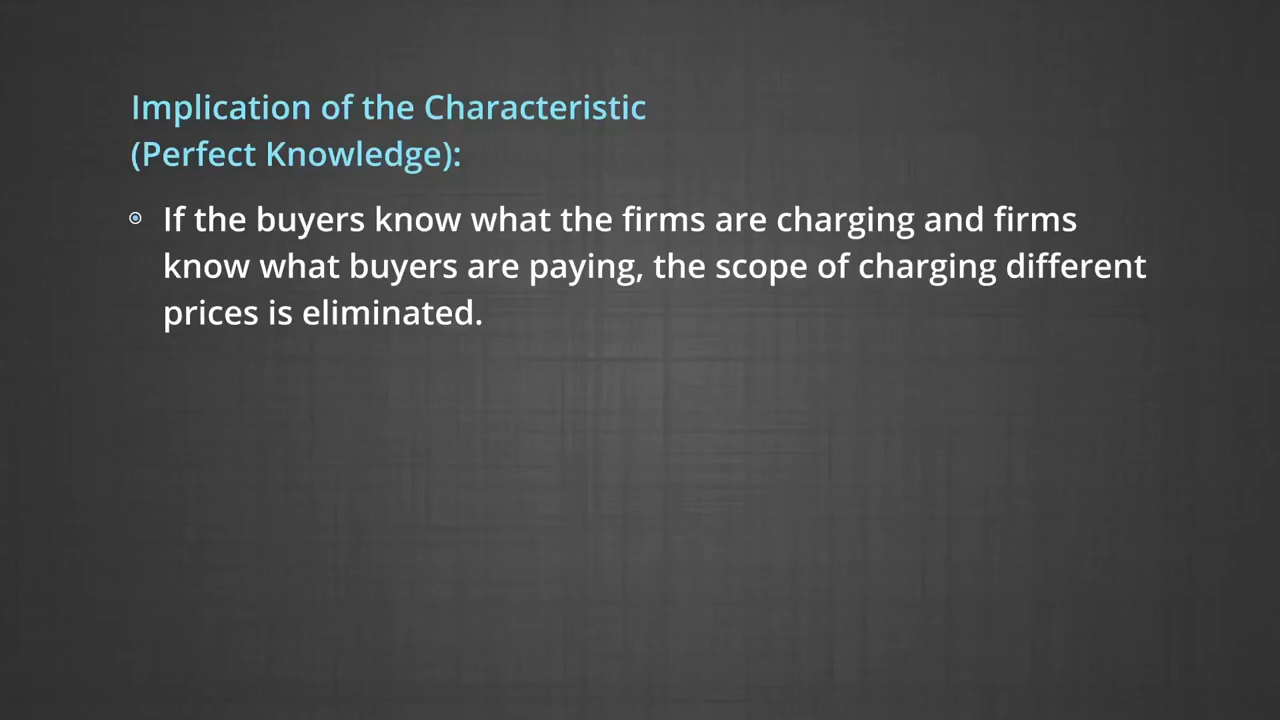 Implication of the Characteristic
(Perfect Knowledge):
If the buyers know what the firms are charging and firms
know what buyers are paying, the scope of charging different
prices is eliminated.